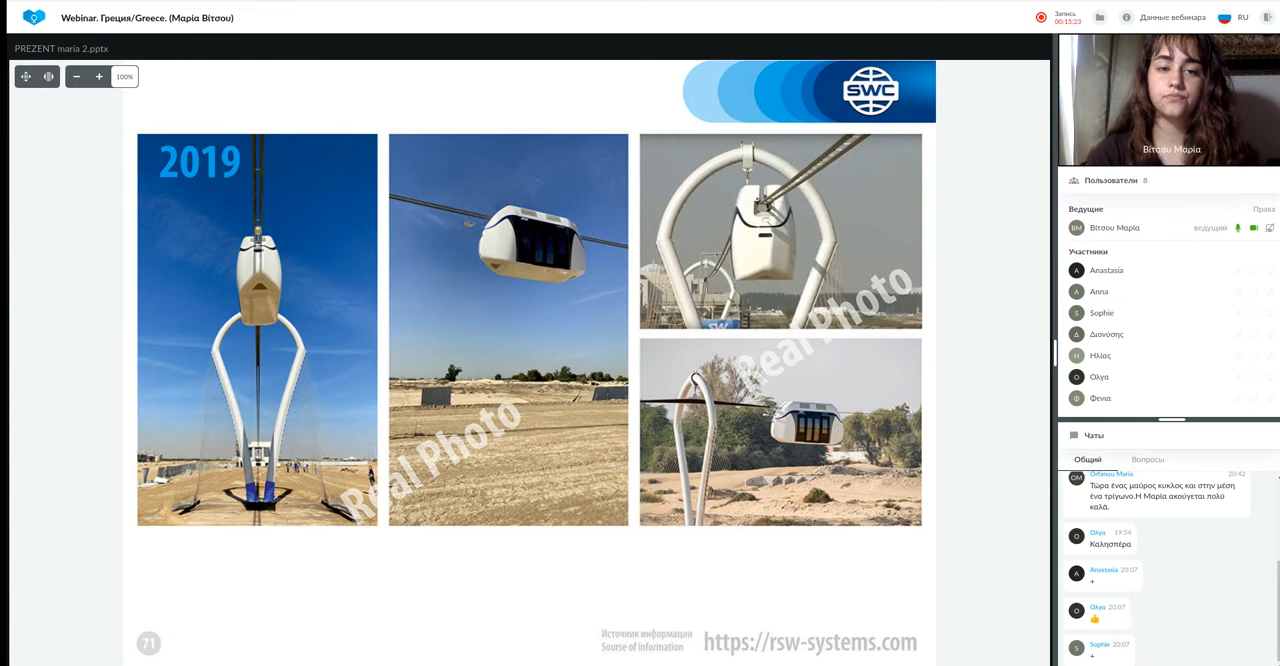 Webinar. Греция/Greece. (Μαρία Βίτσου)
Запись
00:15:23
Данные вебинара
RU
PREZENT maria 2.pptx
100%
SWC
2019
Real Photo
Real Photo
71
Источник информации
Sourse of information
https://rsw-systems.com
Βίτσου Μαρία
Пользователи 8
Ведущие Права
ΒΜ Βίτσου Μαρία ведущий
Участники
A Anastasia
A Anna
S Sophie
Δ Διονύσης
Η Ηλίας
Ο Ολγα
Φ Φενια
Чаты
Общий Вопросы
OM Orfanou Maria 20:42
Τώρα ένας μαύρος κυκλος και στην μέση
ένα τρίγωνο.Η Μαρία ακούγεται πολύ
καλά.
Ο Ολγα 19:54
Καλησπέρα
A Anastasia 20:07
+
Ο Ολγα 20:07
👍
S Sophie 20:07
+